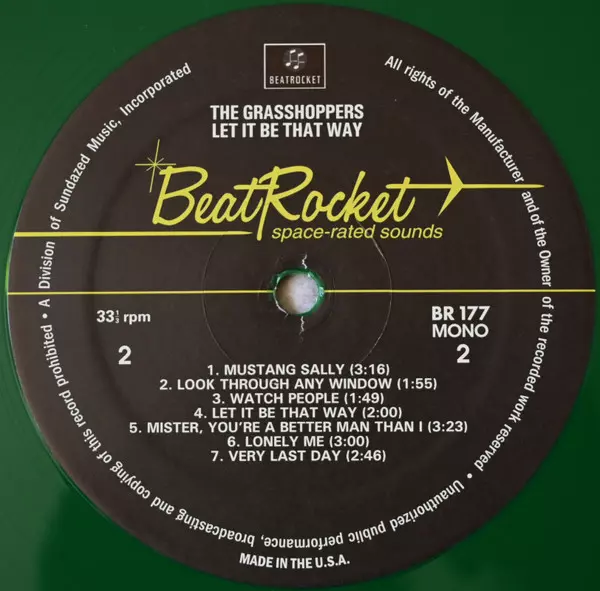 BEATROCKET
THE GRASSHOPPERS
LET IT BE THAT WAY
BeatRocket
space-rated sounds
33⅓ rpm
BR 177
MONO
2
2
1. MUSTANG SALLY (3:16)
2. LOOK THROUGH ANY WINDOW (1:55)
3. WATCH PEOPLE (1:49)
4. LET IT BE THAT WAY (2:00)
5. MISTER, YOU'RE A BETTER MAN THAN I (3:23)
6. LONELY ME (3:00)
7. VERY LAST DAY (2:46)
All rights of the Manufacturer and of the Owner of the recorded work reserved • Unauthorized public performance, broadcasting and copying of this record prohibited • A Division of Sundazed Music, Incorporated
MADE IN THE U.S.A.